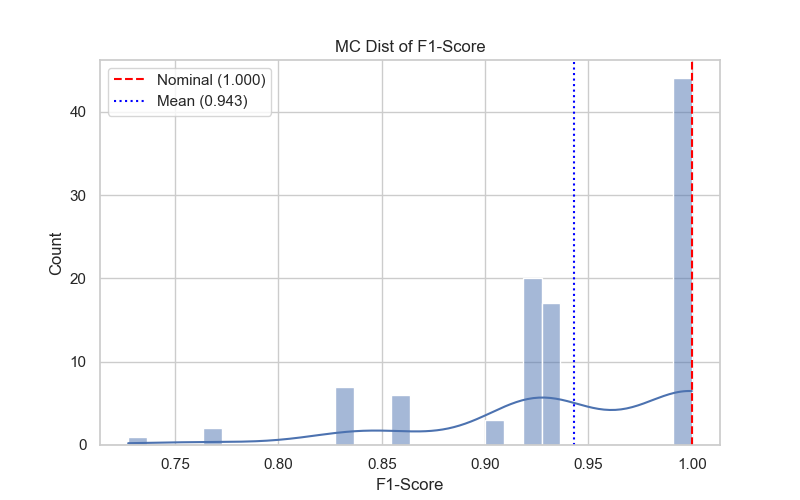 MC Dist of F1-Score
Nominal (1.000)
Mean (0.943)
Count
40
30
20
10
0
0.75
0.80
0.85
0.90
0.95
1.00
F1-Score